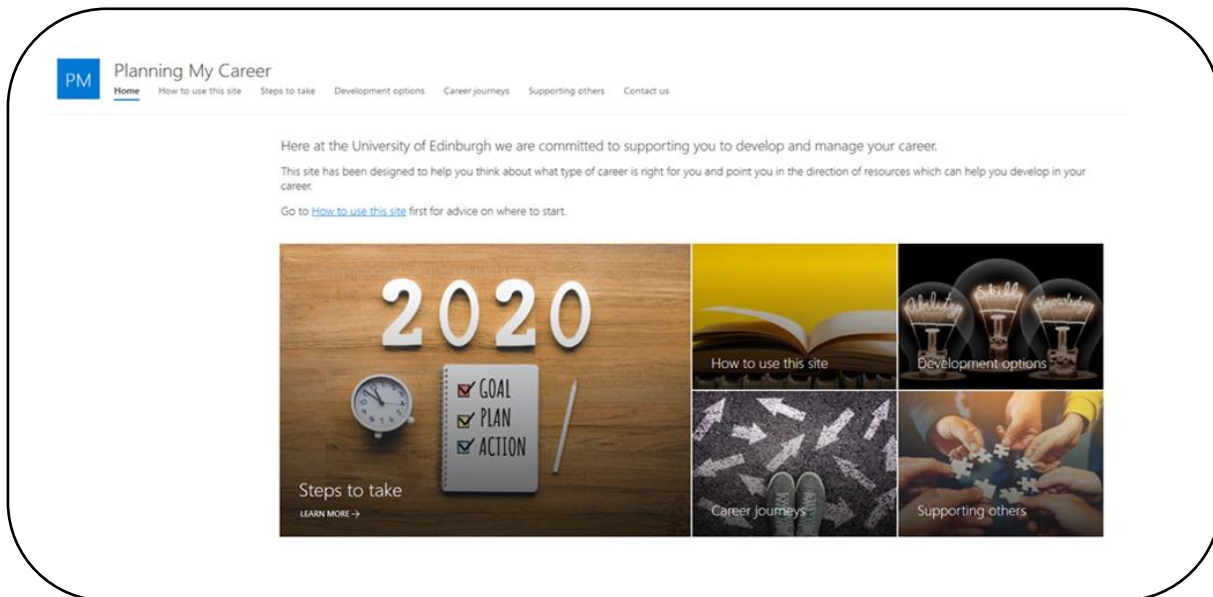 PM
Planning My Career
Home How to use this site Steps to take Development options Career journeys Supporting others Contact us
Here at the University of Edinburgh we are committed to supporting you to develop and manage your career.
This site has been designed to help you think about what type of career is right for you and point you in the direction of resources which can help you develop in your
career.
Go to How to use this site first for advice on where to start.
2020
GOAL
PLAN
ACTION
Steps to take
LEARN MORE →
How to use this site
Ability Skill Knowledge
Development options
Career journeys
Supporting others